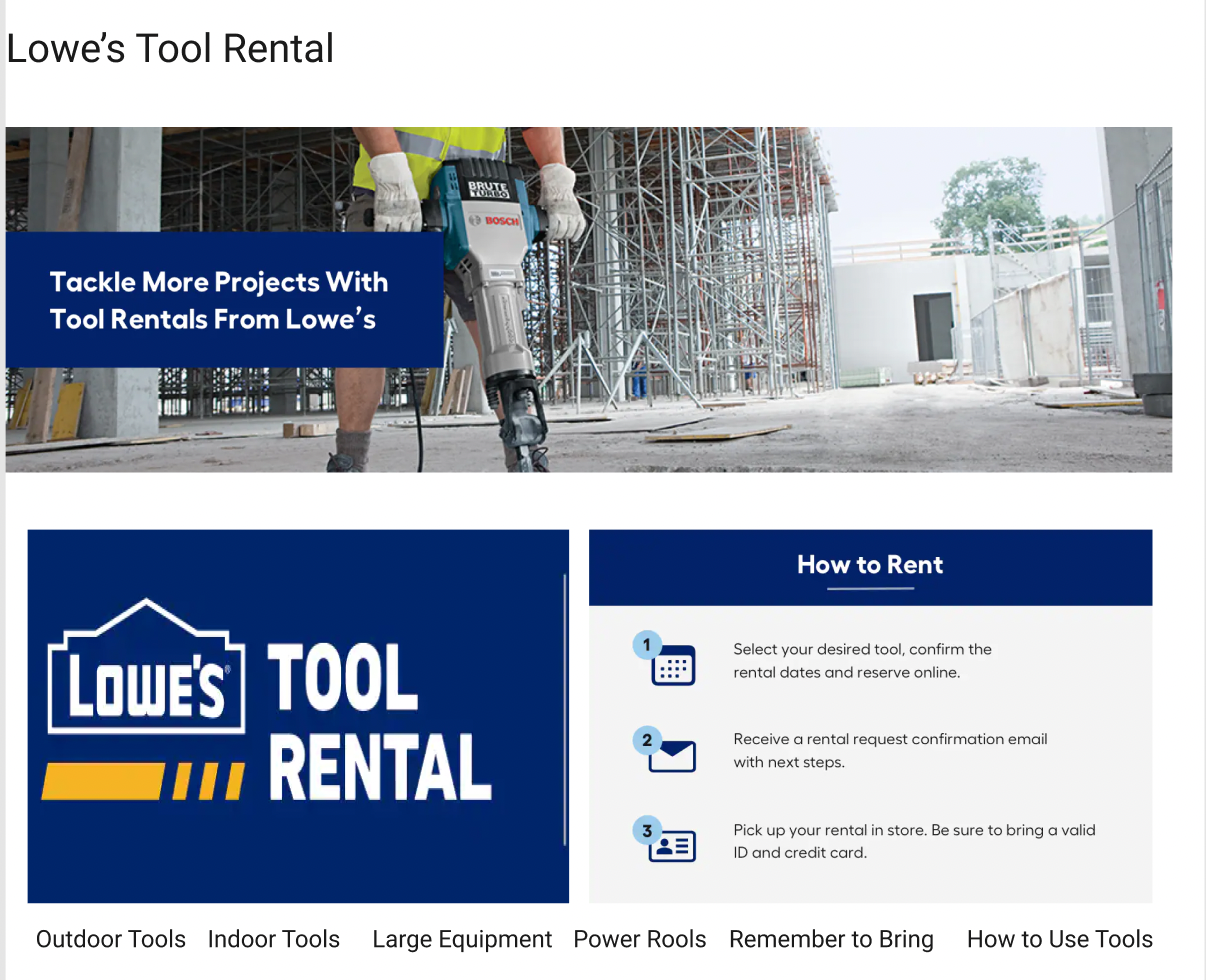 Lowe’s Tool Rental
BRUTE
TURBO
BOSCH
Tackle More Projects With
Tool Rentals From Lowe’s
LOWE'S®
TOOL
RENTAL
How to Rent
1
Select your desired tool, confirm the
rental dates and reserve online.
2
Receive a rental request confirmation email
with next steps.
3
Pick up your rental in store. Be sure to bring a valid
ID and credit card.
Outdoor Tools Indoor Tools Large Equipment Power Rools Remember to Bring How to Use Tools